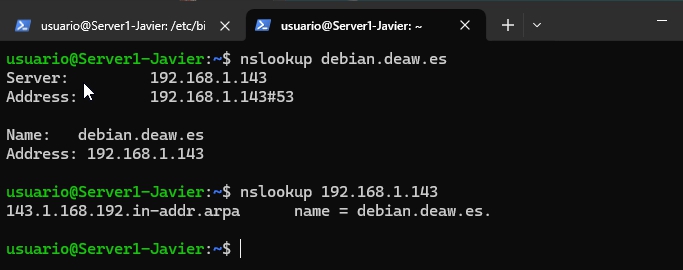 usuario@Server1-Javier: /etc/bi
usuario@Server1-Javier: ~
usuario@Server1-Javier:~$ nslookup debian.deaw.es
Server:         192.168.1.143
Address:        192.168.1.143#53
Name:   debian.deaw.es
Address: 192.168.1.143
usuario@Server1-Javier:~$ nslookup 192.168.1.143
143.1.168.192.in-addr.arpa      name = debian.deaw.es.
usuario@Server1-Javier:~$